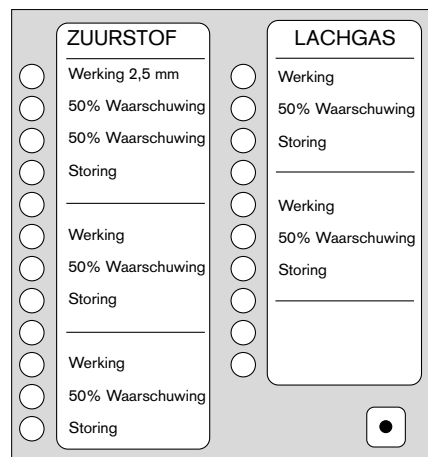 ZUURSTOF
Werking 2,5 mm
50% Waarschuwing
50% Waarschuwing
Storing
Werking
50% Waarschuwing
Storing
Werking
50% Waarschuwing
Storing
LACHGAS
Werking
50% Waarschuwing
Storing
Werking
50% Waarschuwing
Storing